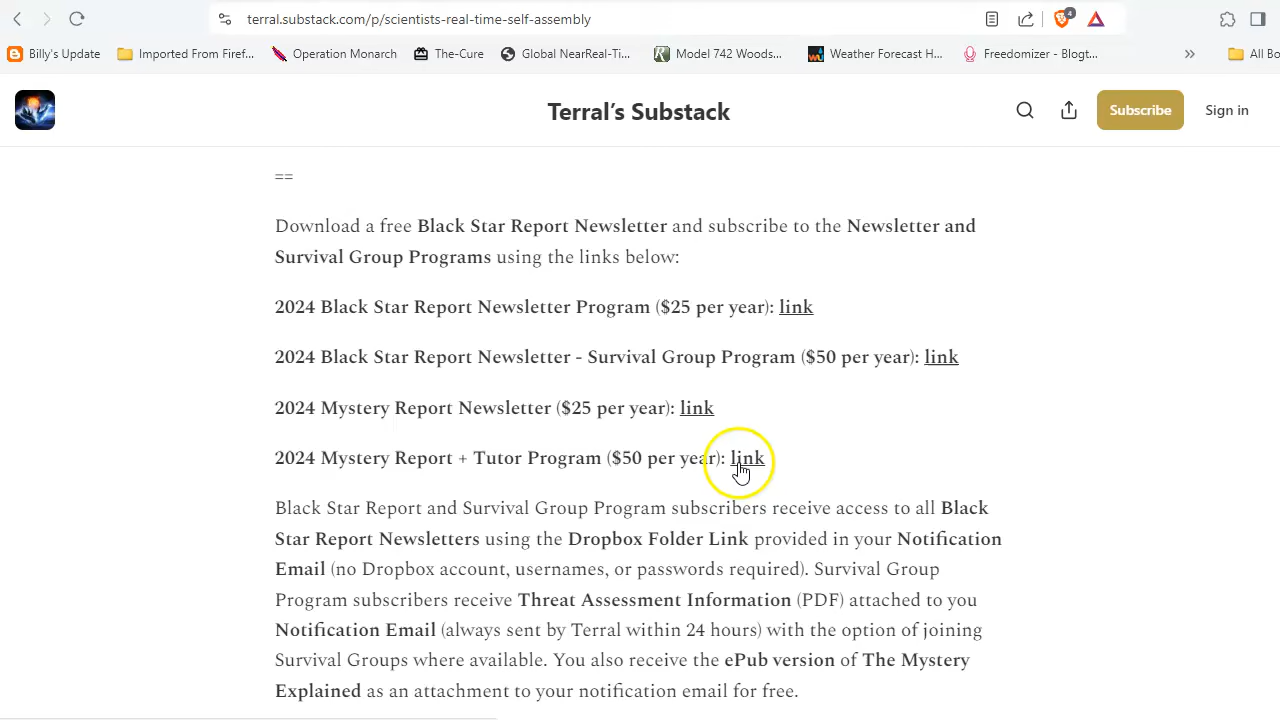 terral.substack.com/p/scientists-real-time-self-assembly
4
Billy's Update
Imported From Firef...
Operation Monarch
The-Cure
Global NearReal-Ti...
Model 742 Woods...
Weather Forecast H...
Freedomizer - Blogt...
»
All Bo
Terral's Substack
Subscribe
Sign in
==
Download a free Black Star Report Newsletter and subscribe to the Newsletter and
Survival Group Programs using the links below:
2024 Black Star Report Newsletter Program ($25 per year): link
2024 Black Star Report Newsletter - Survival Group Program ($50 per year): link
2024 Mystery Report Newsletter ($25 per year): link
2024 Mystery Report + Tutor Program ($50 per year): link
Black Star Report and Survival Group Program subscribers receive access to all Black
Star Report Newsletters using the Dropbox Folder Link provided in your Notification
Email (no Dropbox account, usernames, or passwords required). Survival Group
Program subscribers receive Threat Assessment Information (PDF) attached to you
Notification Email (always sent by Terral within 24 hours) with the option of joining
Survival Groups where available. You also receive the ePub version of The Mystery
Explained as an attachment to your notification email for free.